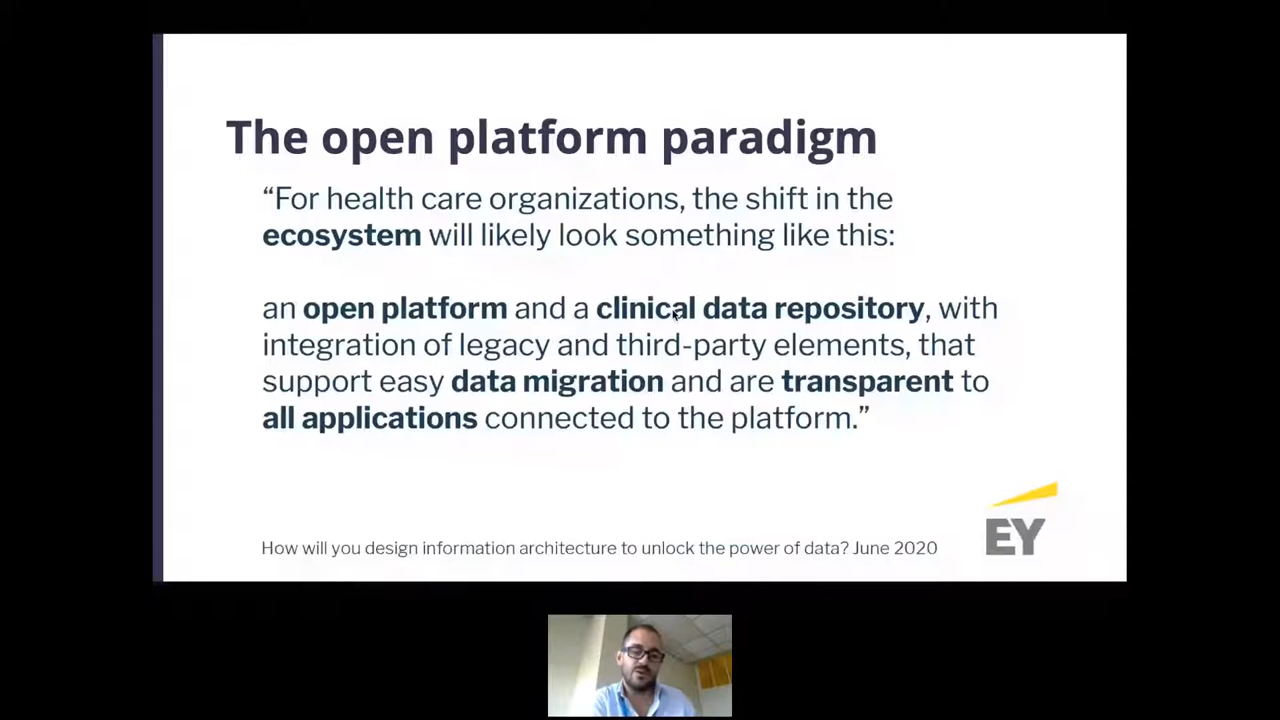 The open platform paradigm
“For health care organizations, the shift in the
ecosystem will likely look something like this:
an open platform and a clinical data repository, with
integration of legacy and third-party elements, that
support easy data migration and are transparent to
all applications connected to the platform.”
How will you design information architecture to unlock the power of data? June 2020
EY